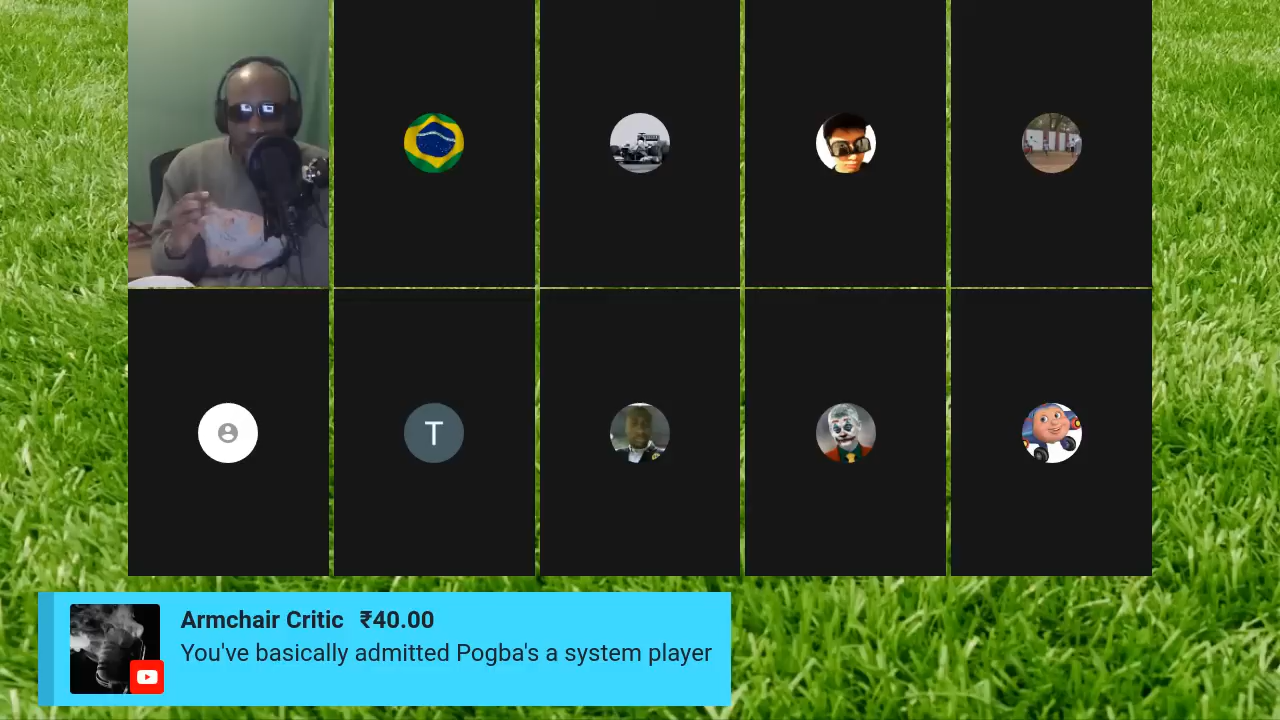 T
Armchair Critic ₹40.00
You've basically admitted Pogba's a system player